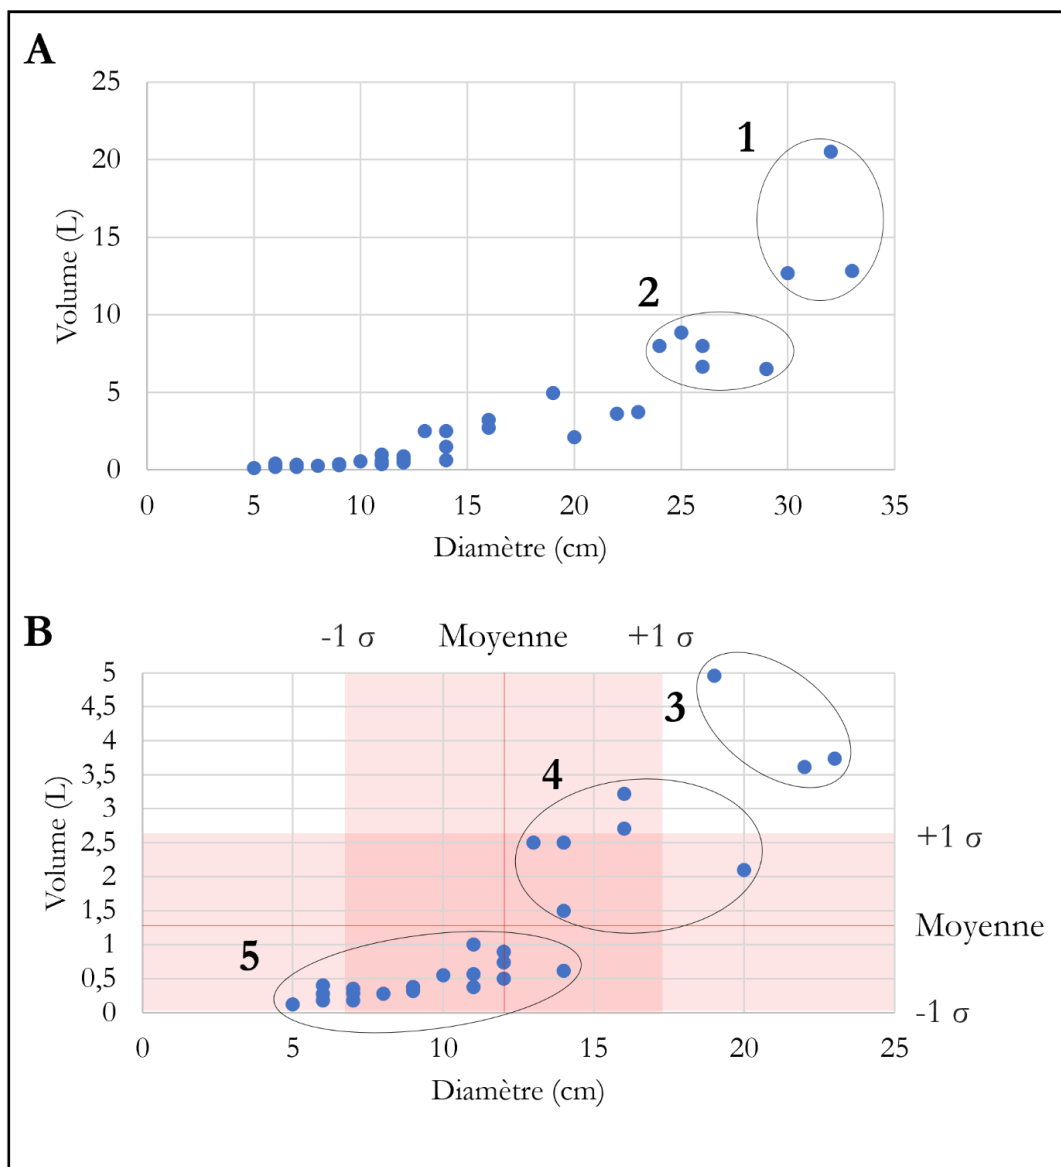 A
25
20
15
10
5
0
Volume (L)
1
2
0 5 10 15 20 25 30 35
Diamètre (cm)
B
-1 σ Moyenne +1 σ
5
4,5
4
3,5
3
2,5
2
1,5
1
0,5
0
Volume (L)
3
4
5
+1 σ
Moyenne
-1 σ
0 5 10 15 20 25
Diamètre (cm)